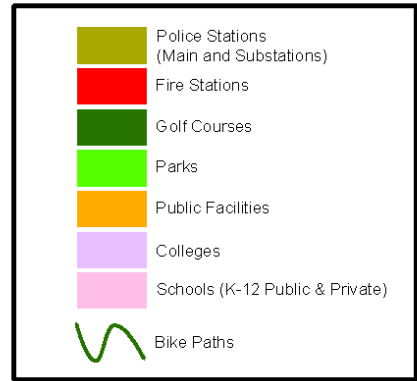 Police Stations
(Main and Substations)
Fire Stations
Golf Courses
Parks
Public Facilities
Colleges
Schools (K-12 Public & Private)
Bike Paths